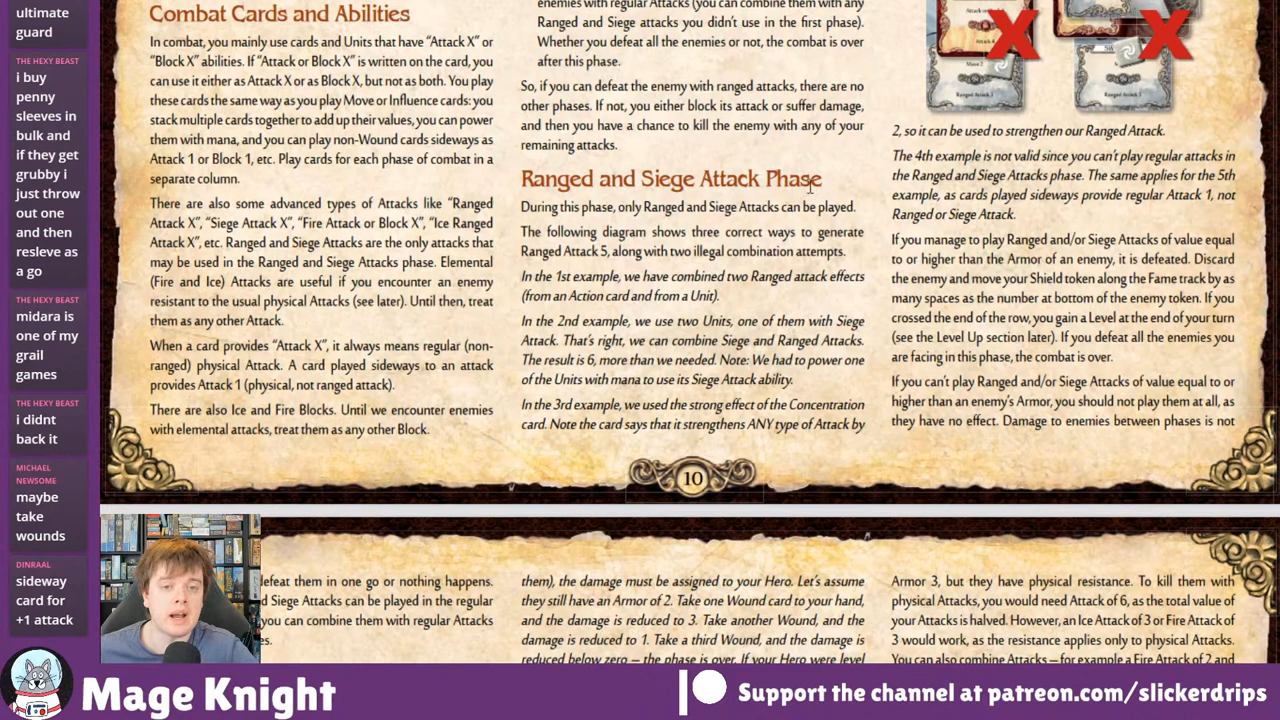 ultimate
guard
THE HEXY BEAST
i buy
penny
sleeves in
bulk and
if they get
grubby i
just throw
out one
and then
resleve as
a go
THE HEXY BEAST
midara is
one of my
grail
games
THE HEXY BEAST
i didnt
back it
MICHAEL
NEWSOME
maybe
take
wounds
DINRAAL
sideway
card for
+1 attack
Combat Cards and Abilities
In combat, you mainly use cards and Units that have “Attack X” or
“Block X” abilities. If “Attack or Block X” is written on the card, you
can use it either as Attack X or as Block X, but not as both. You play
these cards the same way as you play Move or Influence cards: you
stack multiple cards together to add up their values, you can power
them with mana, and you can play non-Wound cards sideways as
Attack 1 or Block 1, etc. Play cards for each phase of combat in a
separate column.
There are also some advanced types of Attacks like “Ranged
Attack X”, “Siege Attack X”, “Fire Attack or Block X”, “Ice Ranged
Attack X”, etc. Ranged and Siege Attacks are the only attacks that
may be used in the Ranged and Siege Attacks phase. Elemental
(Fire and Ice) Attacks are useful if you encounter an enemy
resistant to the usual physical Attacks (see later). Until then, treat
them as any other Attack.
When a card provides “Attack X”, it always means regular (non-
ranged) physical Attack. A card played sideways to an attack
provides Attack 1 (physical, not ranged attack).
There are also Ice and Fire Blocks. Until we encounter enemies
with elemental attacks, treat them as any other Block.
enemies with regular Attacks (you can combine them with any
Ranged and Siege attacks you didn’t use in the first phase).
Whether you defeat all the enemies or not, the combat is over
after this phase.
So, if you can defeat the enemy with ranged attacks, there are no
other phases. If not, you either block its attack or suffer damage,
and then you have a chance to kill the enemy with any of your
remaining attacks.
Ranged and Siege Attack Phase
During this phase, only Ranged and Siege Attacks can be played.
The following diagram shows three correct ways to generate
Ranged Attack 5, along with two illegal combination attempts.
In the 1st example, we have combined two Ranged attack effects
(from an Action card and from a Unit).
In the 2nd example, we use two Units, one of them with Siege
Attack. That’s right, we can combine Siege and Ranged Attacks.
The result is 6, more than we needed. Note: We had to power one
of the Units with mana to use its Siege Attack ability.
In the 3rd example, we used the strong effect of the Concentration
card. Note the card says that it strengthens ANY type of Attack by
Move 2
Ranged Attack 3
Ranged Attack 3
2, so it can be used to strengthen our Ranged Attack.
The 4th example is not valid since you can’t play regular attacks in
the Ranged and Siege Attacks phase. The same applies for the 5th
example, as cards played sideways provide regular Attack 1, not
Ranged or Siege Attack.
If you manage to play Ranged and/or Siege Attacks of value equal
to or higher than the Armor of an enemy, it is defeated. Discard
the enemy and move your Shield token along the Fame track by as
many spaces as the number at bottom of the enemy token. If you
crossed the end of the row, you gain a Level at the end of your turn
(see the Level Up section later). If you defeat all the enemies you
are facing in this phase, the combat is over.
If you can’t play Ranged and/or Siege Attacks of value equal to or
higher than an enemy’s Armor, you should not play them at all, as
they have no effect. Damage to enemies between phases is not
10
defeat them in one go or nothing happens.
d Siege Attacks can be played in the regular
you can combine them with regular Attacks
es.
them), the damage must be assigned to your Hero. Let’s assume
they still have an Armor of 2. Take one Wound card to your hand,
and the damage is reduced to 3. Take another Wound, and the
damage is reduced to 1. Take a third Wound, and the damage is
reduced below zero – the phase is over. If your Hero were level
Armor 3, but they have physical resistance. To kill them with
physical Attacks, you would need Attack of 6, as the total value of
your Attacks is halved. However, an Ice Attack of 3 or Fire Attack of
3 would work, as the resistance applies only to physical Attacks.
You can also combine Attacks – for example a Fire Attack of 2 and
Mage Knight
Support the channel at patreon.com/slickerdrips